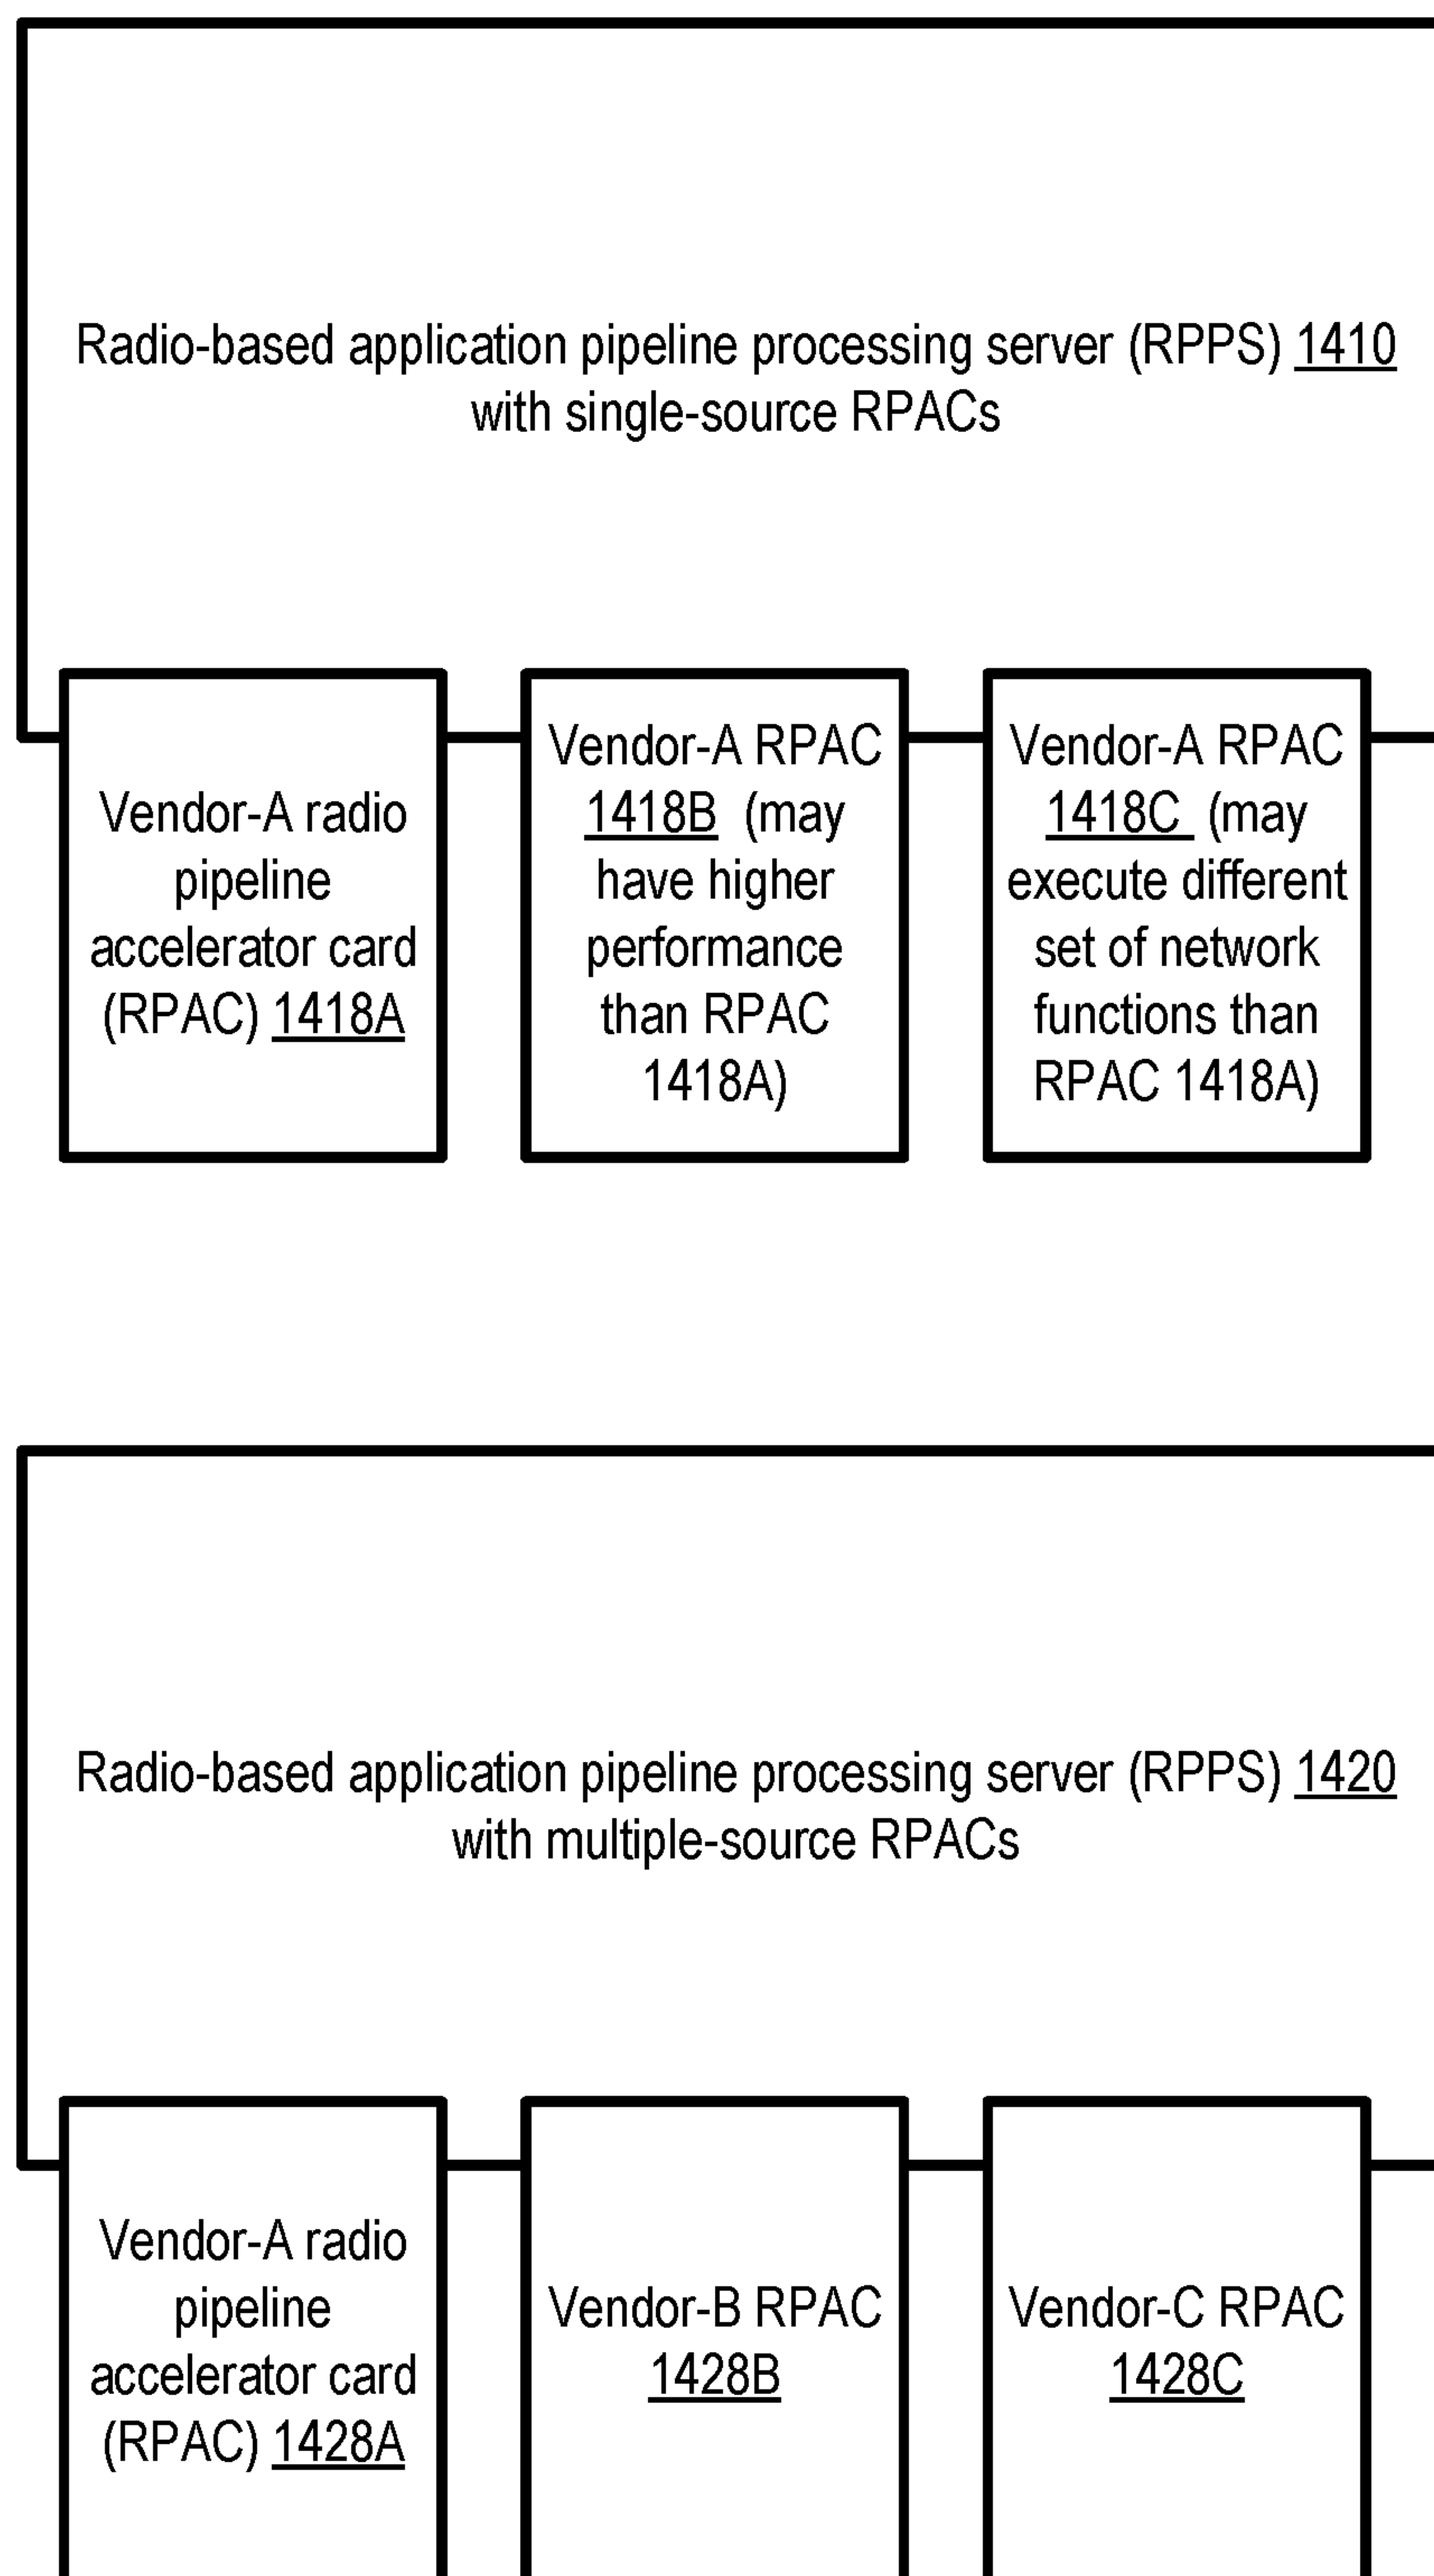 Radio-based application pipeline processing server (RPPS) 1410
with single-source RPACs
Vendor-A radio
pipeline
accelerator card
(RPAC) 1418A
Vendor-A RPAC
1418B (may
have higher
performance
than RPAC
1418A)
Vendor-A RPAC
1418C (may
execute different
set of network
functions than
RPAC 1418A)
Radio-based application pipeline processing server (RPPS) 1420
with multiple-source RPACs
Vendor-A radio
pipeline
accelerator card
(RPAC) 1428A
Vendor-B RPAC
1428B
Vendor-C RPAC
1428C